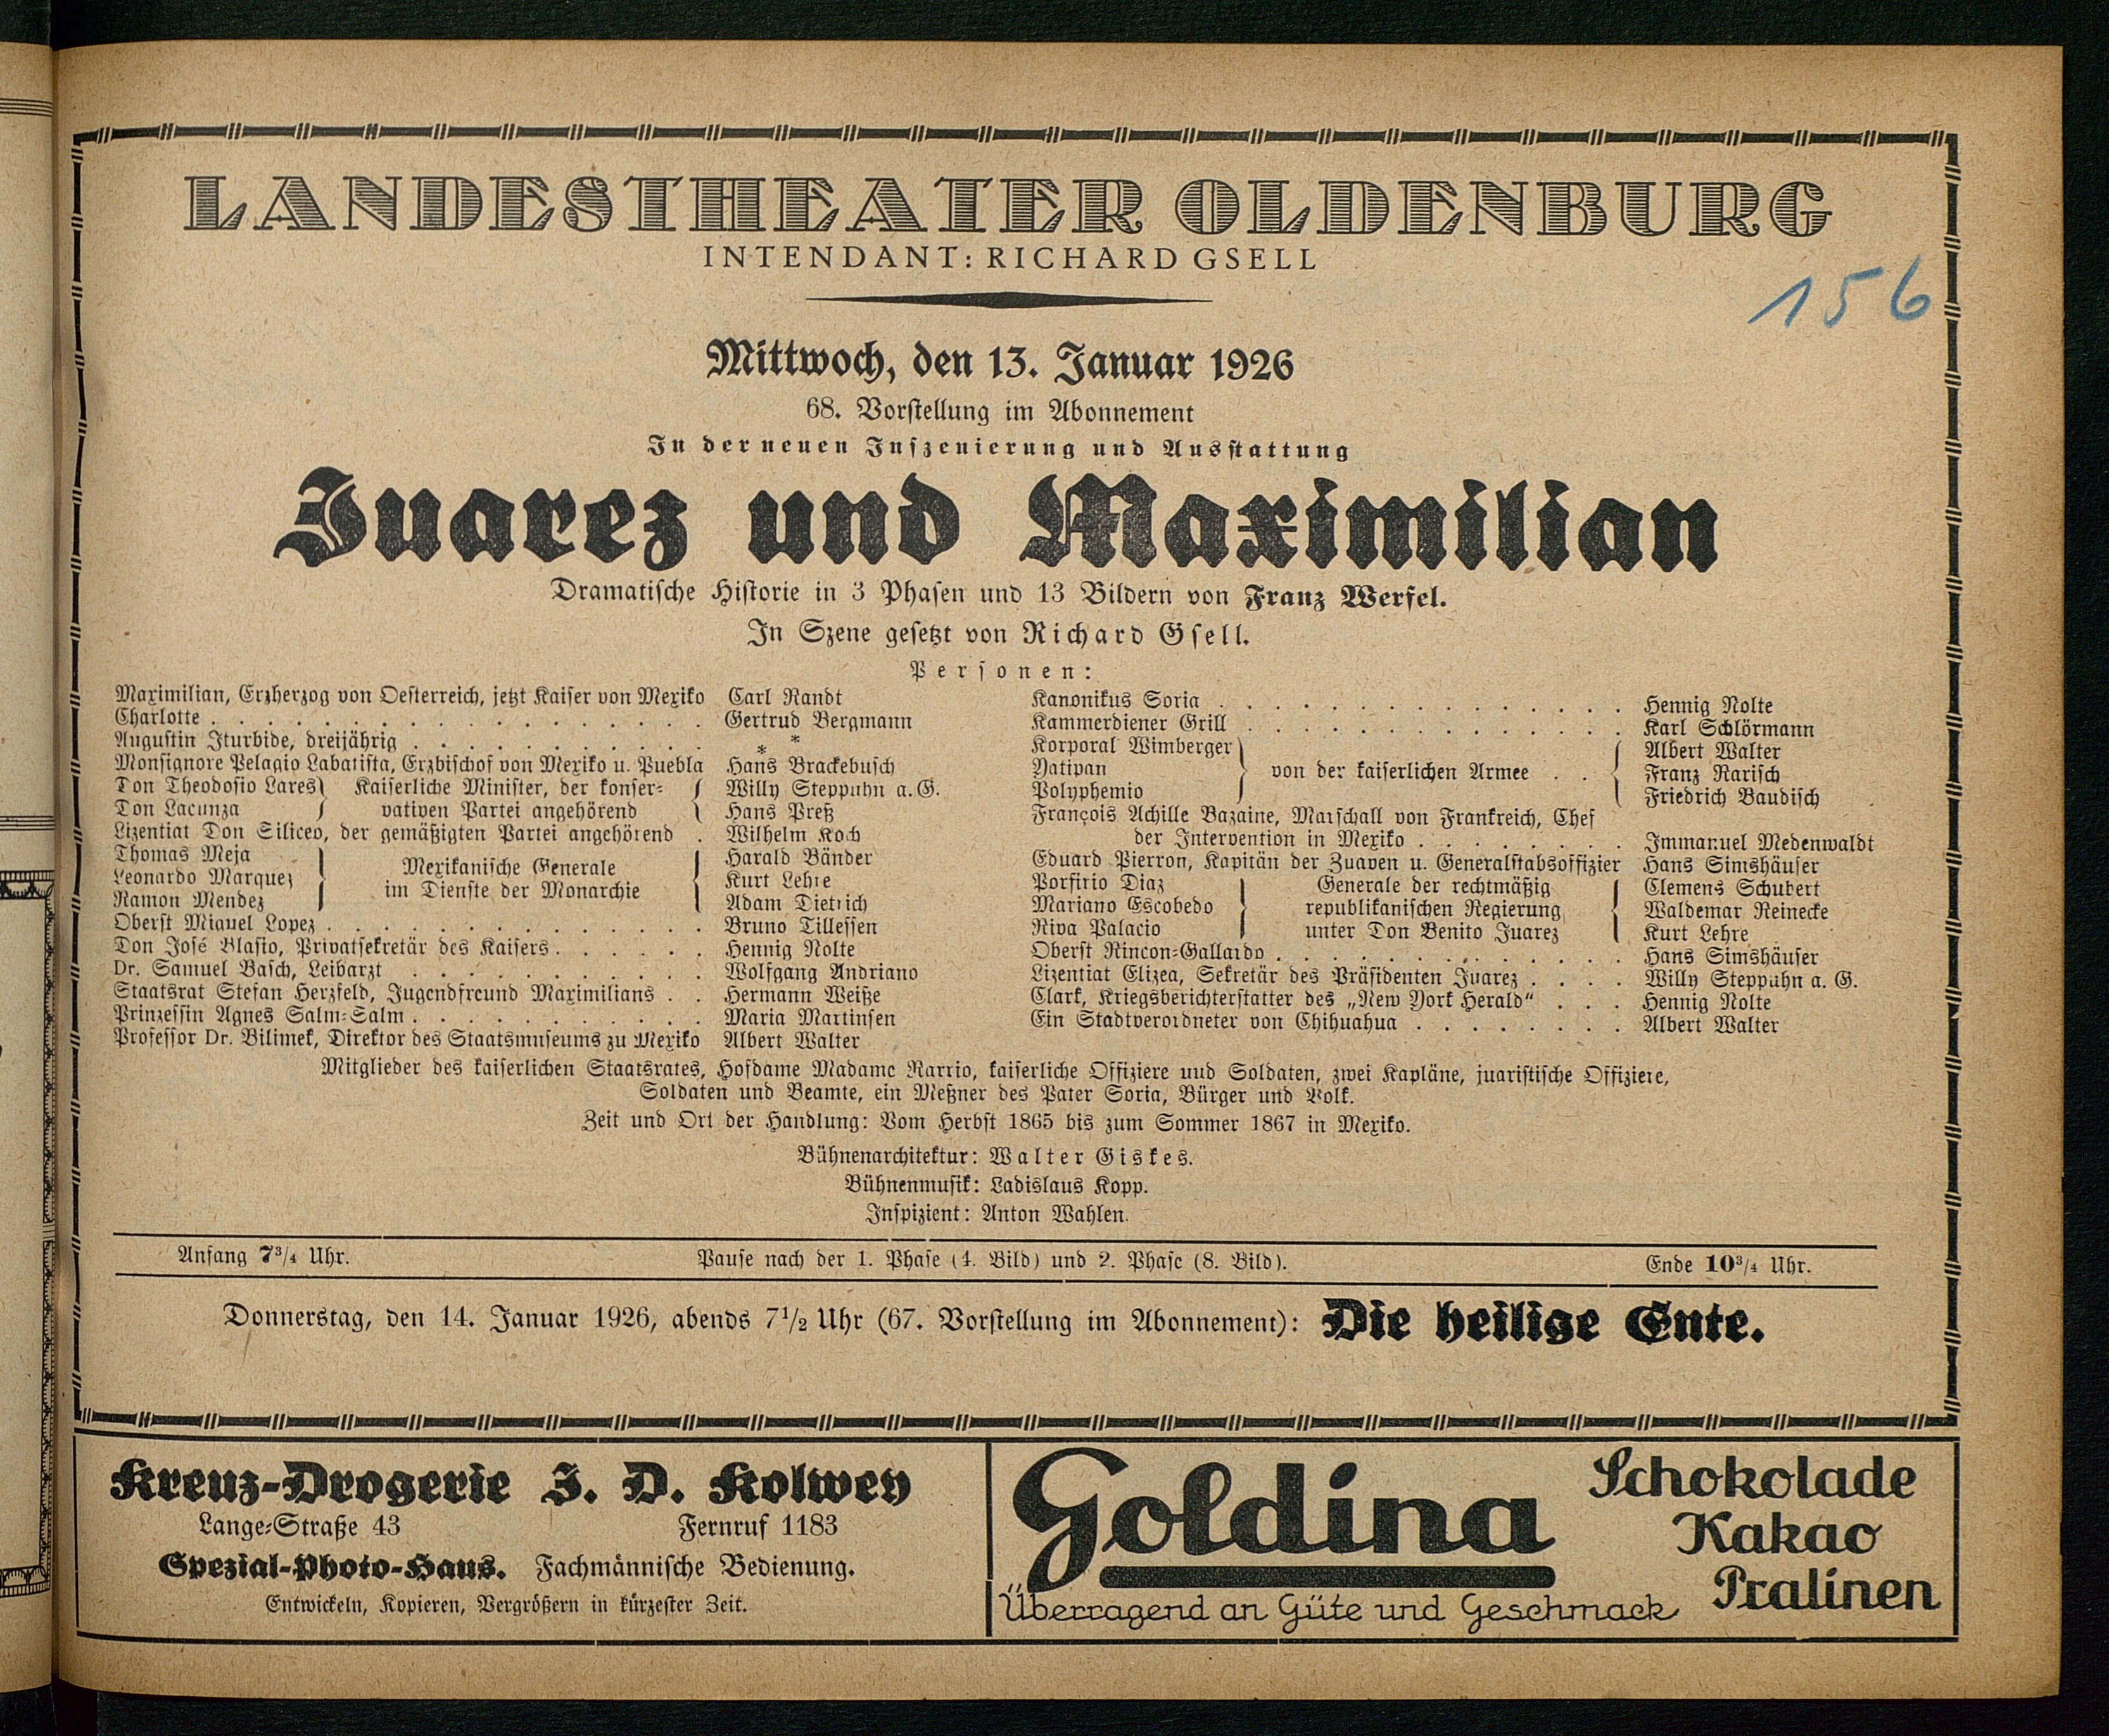 LANDESTHEATER OLDENBURG
INTENDANT: RICHARD GSELL
156
Mittwoch, den 13. Januar 1926
68. Vorstellung im Abonnement
In der neuen Inszenierung und Ausstattung
Juarez und Maximilian
Dramatische Historie in 3 Phasen und 13 Bildern von Franz Werfel.
In Szene gesetzt von Richard Gsell.
Personen:
Maximilian, Erzherzog von Oesterreich, jetzt Kaiser von Mexiko Carl Randt
Charlotte . . . . . . . . . . . . . . . . . . Gertrud Bergmann
Augustin Iturbide, dreijährig . . . . . . . . . . . * *
Monsignore Pelagio Labatista, Erzbischof von Mexiko u. Puebla Hans Brackebusch
Don Theodosio Lares } Kaiserliche Minister, der konser- { Willy Steppuhn a. G.
Don Lacunza } vativen Partei angehörend { Hans Preß
Lizentiat Don Siliceo, der gemäßigten Partei angehörend . Wilhelm Koch
Thomas Meja } Mexikanische Generale { Harald Bänder
Leonardo Marquez } im Dienste der Monarchie { Kurt Lehre
Ramon Mendez } { Adam Dietrich
Oberst Miguel Lopez . . . . . . . . . . . . . . Bruno Tillessen
Don José Blasio, Privatsekretär des Kaisers . . . . . . Hennig Nolte
Dr. Samuel Basch, Leibarzt . . . . . . . . . . . Wolfgang Andriano
Staatsrat Stefan Herzfeld, Jugendfreund Maximilians . . Hermann Weiße
Prinzessin Agnes Salm-Salm . . . . . . . . . . . Maria Martinsen
Professor Dr. Bilimek, Direktor des Staatsmuseums zu Mexiko Albert Walter
Kanonikus Soria . . . . . . . . . . . . . . . Hennig Nolte
Kammerdiener Grill . . . . . . . . . . . . . . Karl Schlörmann
Korporal Wimberger } { Albert Walter
Yatipan } von der kaiserlichen Armee . . { Franz Rarisch
Polyphemio } { Friedrich Baudisch
François Achille Bazaine, Marschall von Frankreich, Chef
der Intervention in Mexiko . . . . . . . . Immanuel Medenwaldt
Eduard Pierron, Kapitän der Zuaven u. Generalstabsoffizier Hans Simshäuser
Porfirio Diaz } Generale der rechtmäßig { Clemens Schubert
Mariano Escobedo } republikanischen Regierung { Waldemar Reinecke
Riva Palacio } unter Don Benito Juarez { Kurt Lehre
Oberst Rincon-Gallardo . . . . . . . . . . . . . Hans Simshäuser
Lizentiat Elizea, Sekretär des Präsidenten Juarez . . . . Willy Steppuhn a. G.
Clark, Kriegsberichterstatter des „New York Herald“ . . . Hennig Nolte
Ein Stadtverordneter von Chihuahua . . . . . . . . Albert Walter
Mitglieder des kaiserlichen Staatsrates, Hofdame Madame Barrio, kaiserliche Offiziere und Soldaten, zwei Kapläne, juaristische Offiziere,
Soldaten und Beamte, ein Meßner des Pater Soria, Bürger und Volk.
Zeit und Ort der Handlung: Vom Herbst 1865 bis zum Sommer 1867 in Mexiko.
Bühnenarchitektur: Walter Giskes.
Bühnenmusik: Ladislaus Kopp.
Inspizient: Anton Wahlen.
Anfang 7³/₄ Uhr. Pause nach der 1. Phase (4. Bild) und 2. Phase (8. Bild). Ende 10³/₄ Uhr.
Donnerstag, den 14. Januar 1926, abends 7¹/₂ Uhr (67. Vorstellung im Abonnement): Die heilige Ente.
Kreuz-Drogerie J. D. Kolwey
Lange-Straße 43 Fernruf 1183
Spezial-Photo-Haus. Fachmännische Bedienung.
Entwickeln, Kopieren, Vergrößern in kürzester Zeit.
Goldina
Schokolade
Kakao
Pralinen
Überragend an Güte und Geschmack